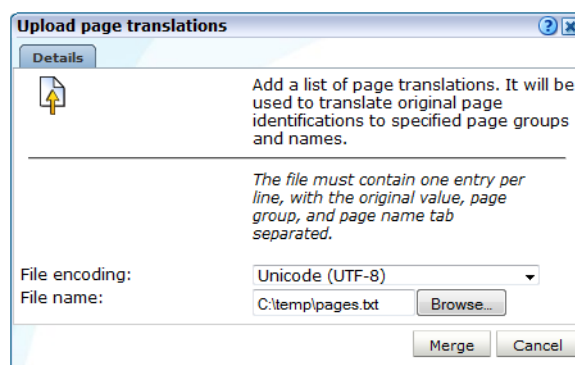 Upload page translations
Details
Add a list of page translations. It will be
used to translate original page
identifications to specified page groups
and names.
The file must contain one entry per
line, with the original value, page
group, and page name tab
separated.
File encoding: Unicode (UTF-8)
File name: C:\temp\pages.txt Browse...
Merge Cancel